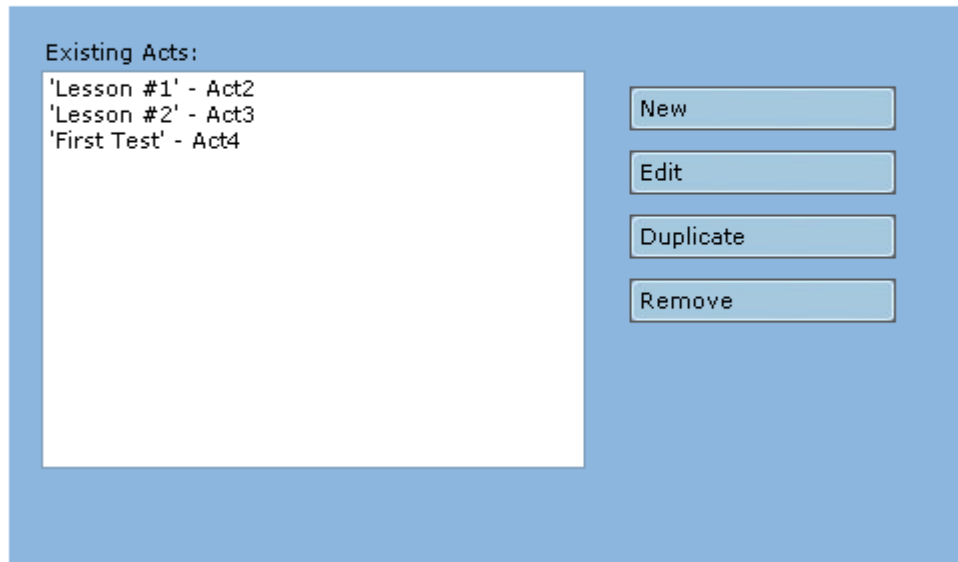 Existing Acts:
'Lesson #1' - Act2
'Lesson #2' - Act3
'First Test' - Act4
New
Edit
Duplicate
Remove